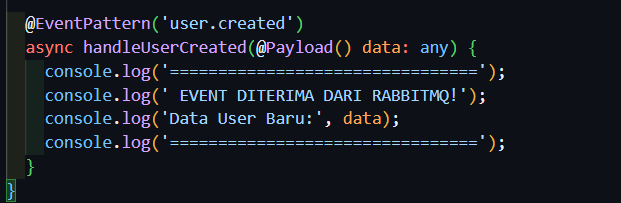 @EventPattern('user.created')
async handleUserCreated(@Payload() data: any) {
console.log('================================');
console.log(' EVENT DITERIMA DARI RABBITMQ!');
console.log('Data User Baru:', data);
console.log('================================');
}
}